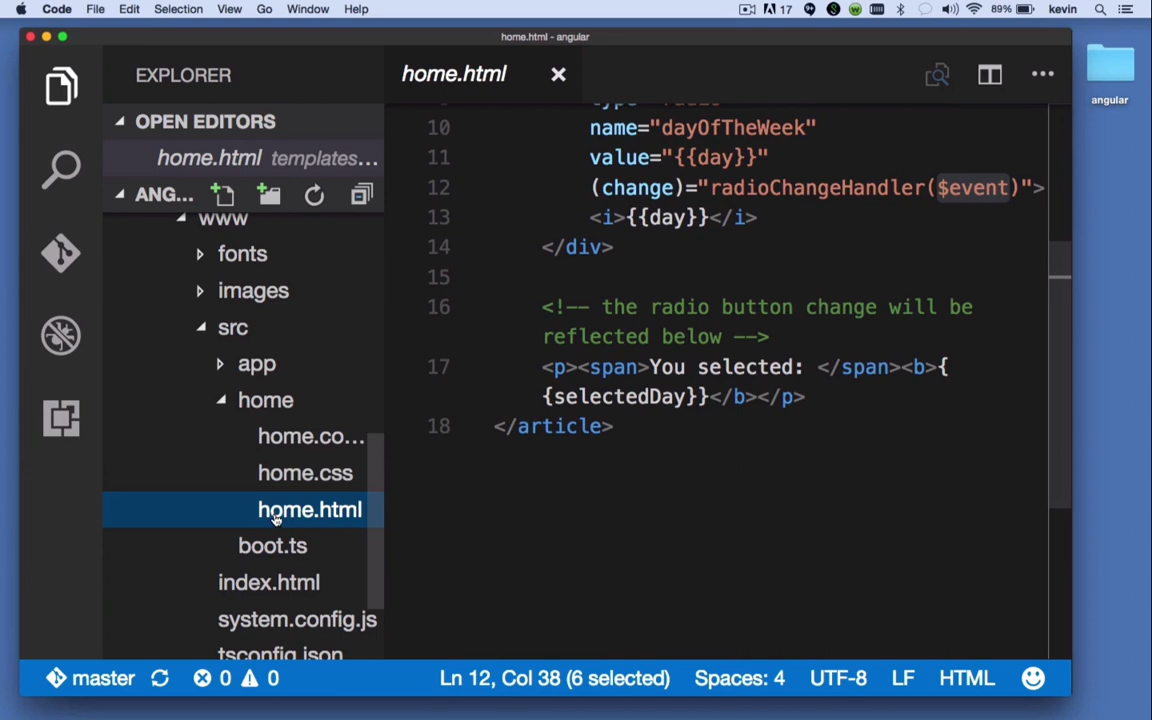 Code File Edit Selection View Go Window Help 17 89% kevin
home.html - angular
EXPLORER
home.html
angular
OPEN EDITORS
home.html templates...
ANG...
www
fonts
images
src
app
home
home.co...
home.css
home.html
boot.ts
index.html
system.config.js
tsconfig.json
10 name="dayOfTheWeek"
11 value="{{day}}"
12 (change)="radioChangeHandler($event)">
13 <i>{{day}}</i>
14 </div>
15
16 <!-- the radio button change will be
reflected below -->
17 <p><span>You selected: </span><b>{
{selectedDay}}</b></p>
18 </article>
master 0 0 Ln 12, Col 38 (6 selected) Spaces: 4 UTF-8 LF HTML